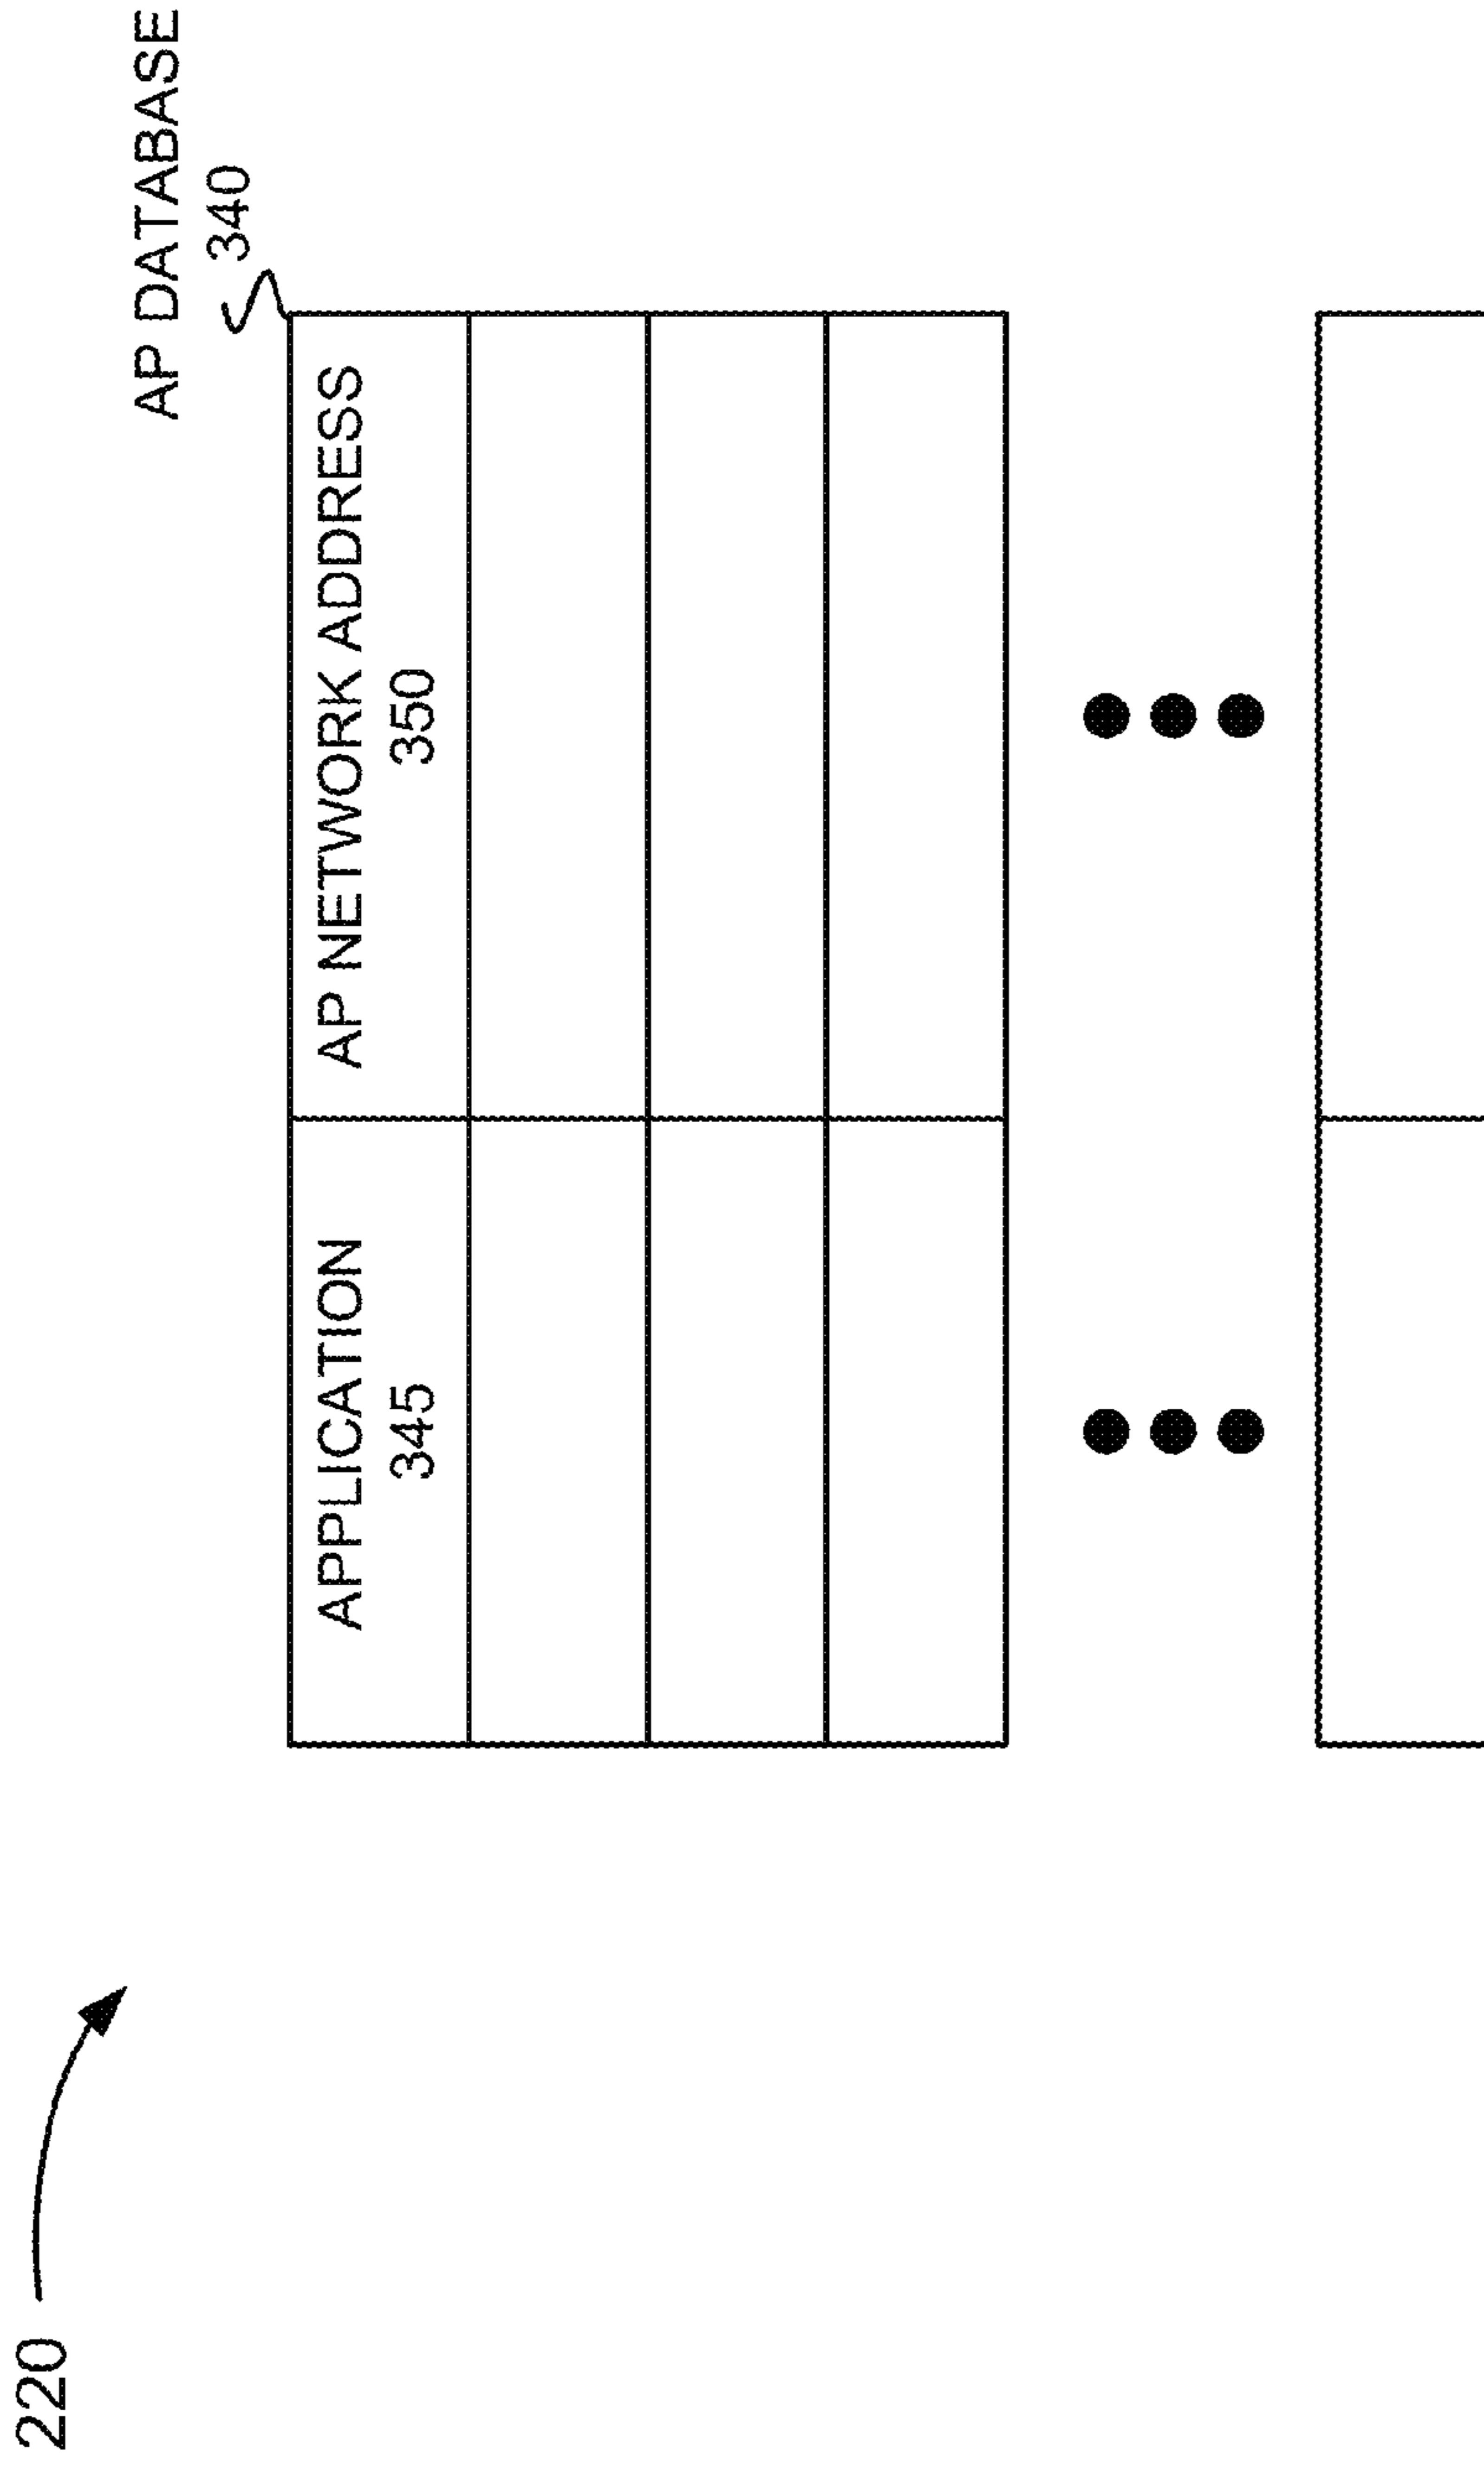 220
AP DATABASE
340
APPLICATION
345
AP NETWORK ADDRESS
350